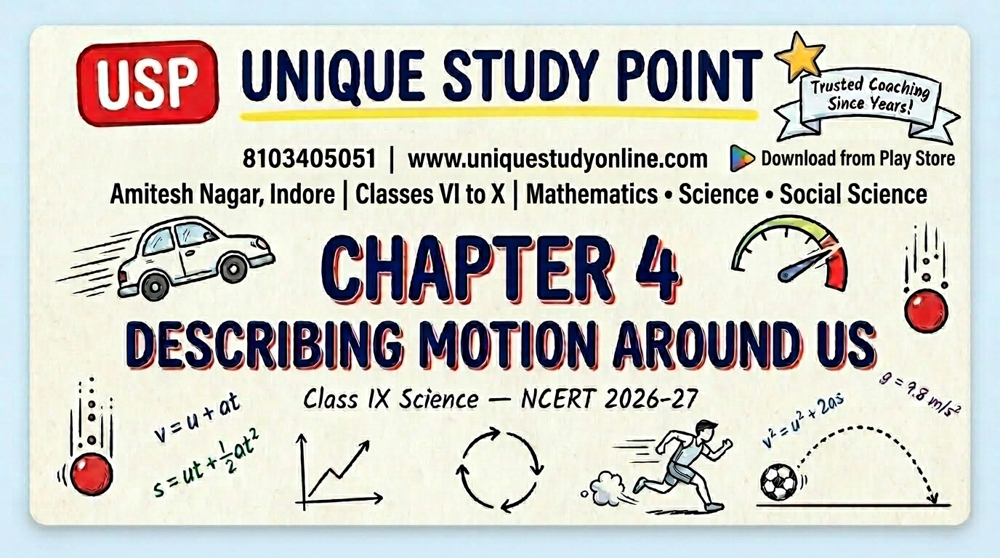 USP UNIQUE STUDY POINT
Trusted Coaching
Since Years!
8103405051 | www.uniquestudyonline.com Download from Play Store
Amitesh Nagar, Indore | Classes VI to X | Mathematics • Science • Social Science
CHAPTER 4
DESCRIBING MOTION AROUND US
Class IX Science — NCERT 2026-27
v = u + at
s = ut + 1/2 at²
v² = u² + 2as
g = 9.8 m/s²